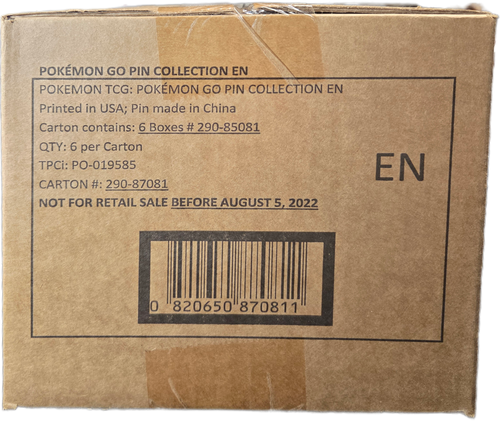 POKÉMON GO PIN COLLECTION EN
POKEMON TCG: POKÉMON GO PIN COLLECTION EN
Printed in USA; Pin made in China
Carton contains: 6 Boxes # 290-85081
QTY: 6 per Carton
TPCi: PO-019585
CARTON #: 290-87081
NOT FOR RETAIL SALE BEFORE AUGUST 5, 2022
EN
0 820650 870811